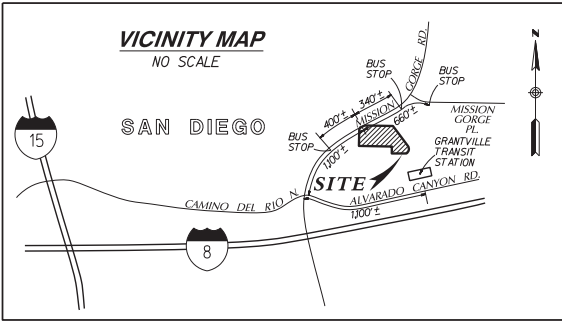 VICINITY MAP
NO SCALE
N
15
SAN DIEGO
BUS
STOP
GORGE RD.
BUS
STOP
400'±
340'±
MISSION
660'±
MISSION
GORGE
PL.
BUS
STOP
1,100'±
GRANTVILLE
TRANSIT
STATION
SITE
CAMINO DEL RIO N.
ALVARADO CANYON RD.
1,100'±
8